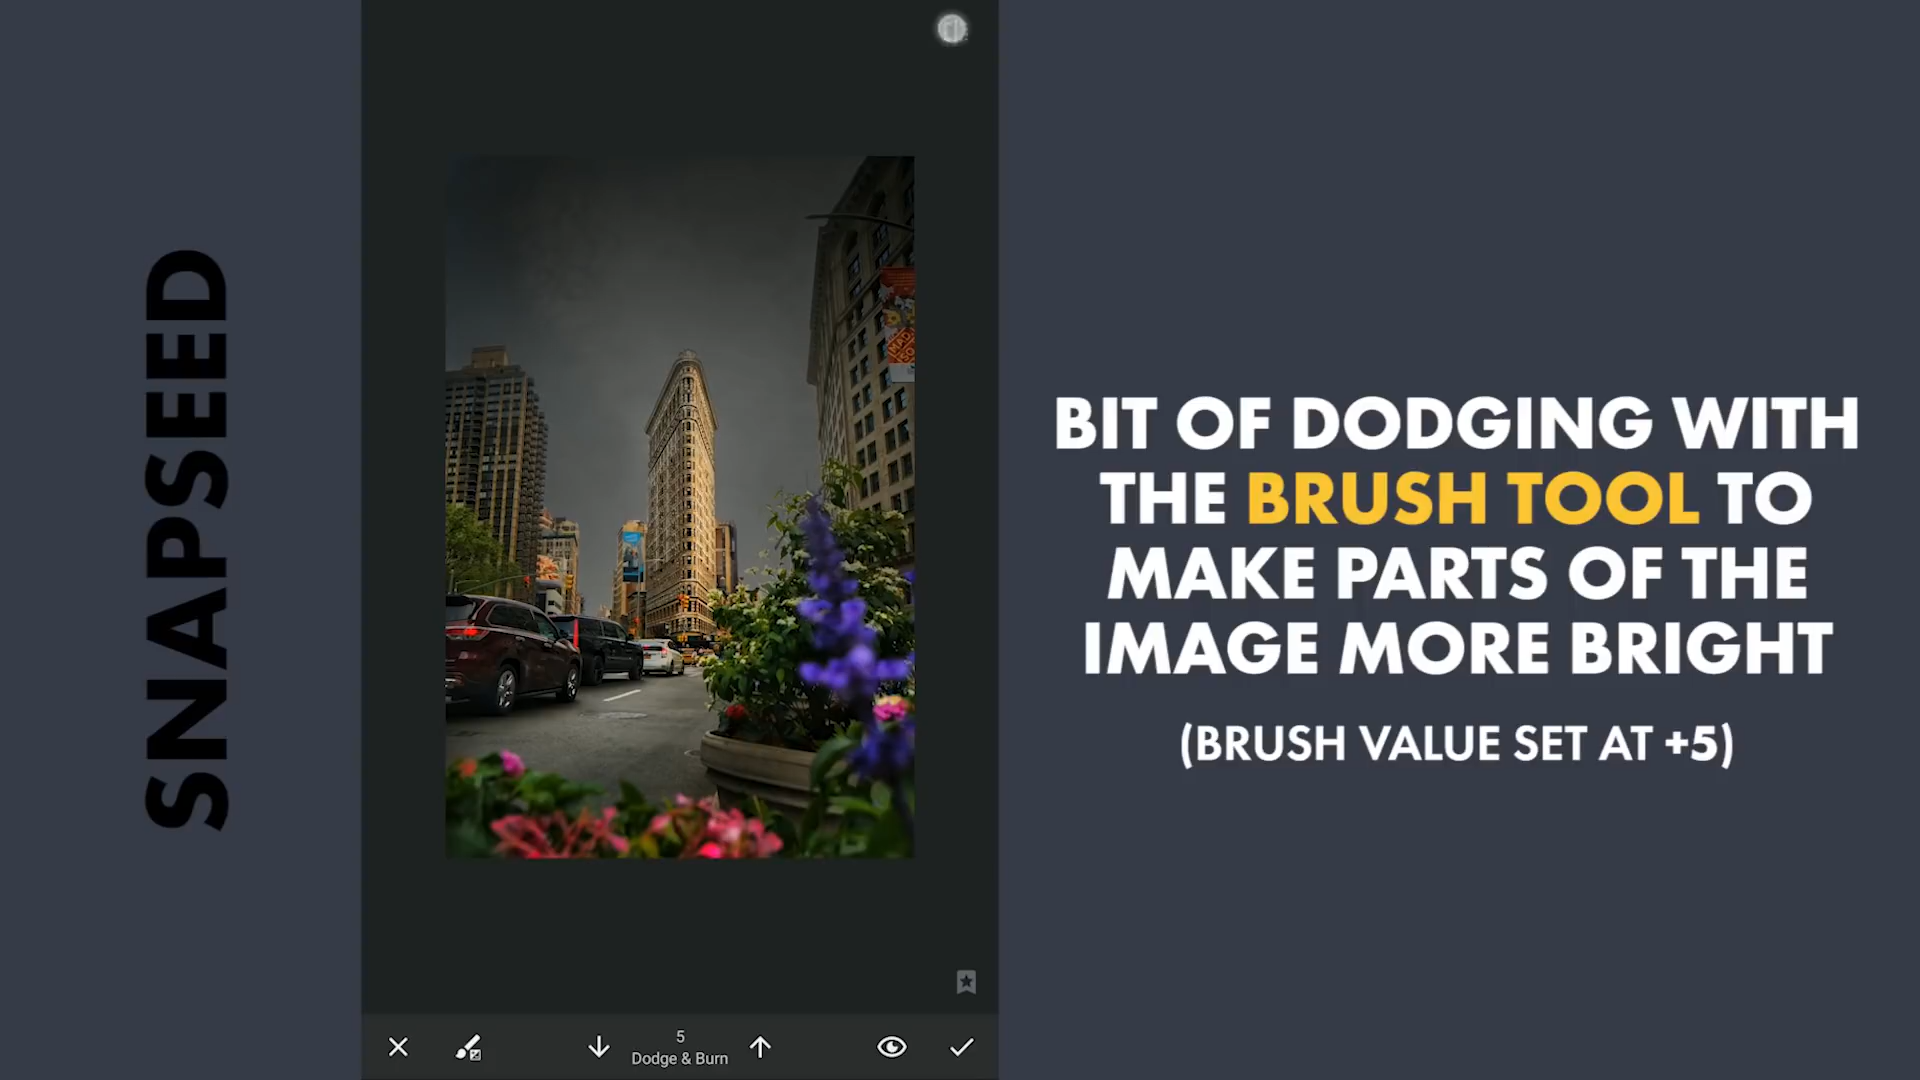 SNAPSEED
BIT OF DODGING WITH
THE BRUSH TOOL TO
MAKE PARTS OF THE
IMAGE MORE BRIGHT
(BRUSH VALUE SET AT +5)
5
Dodge & Burn